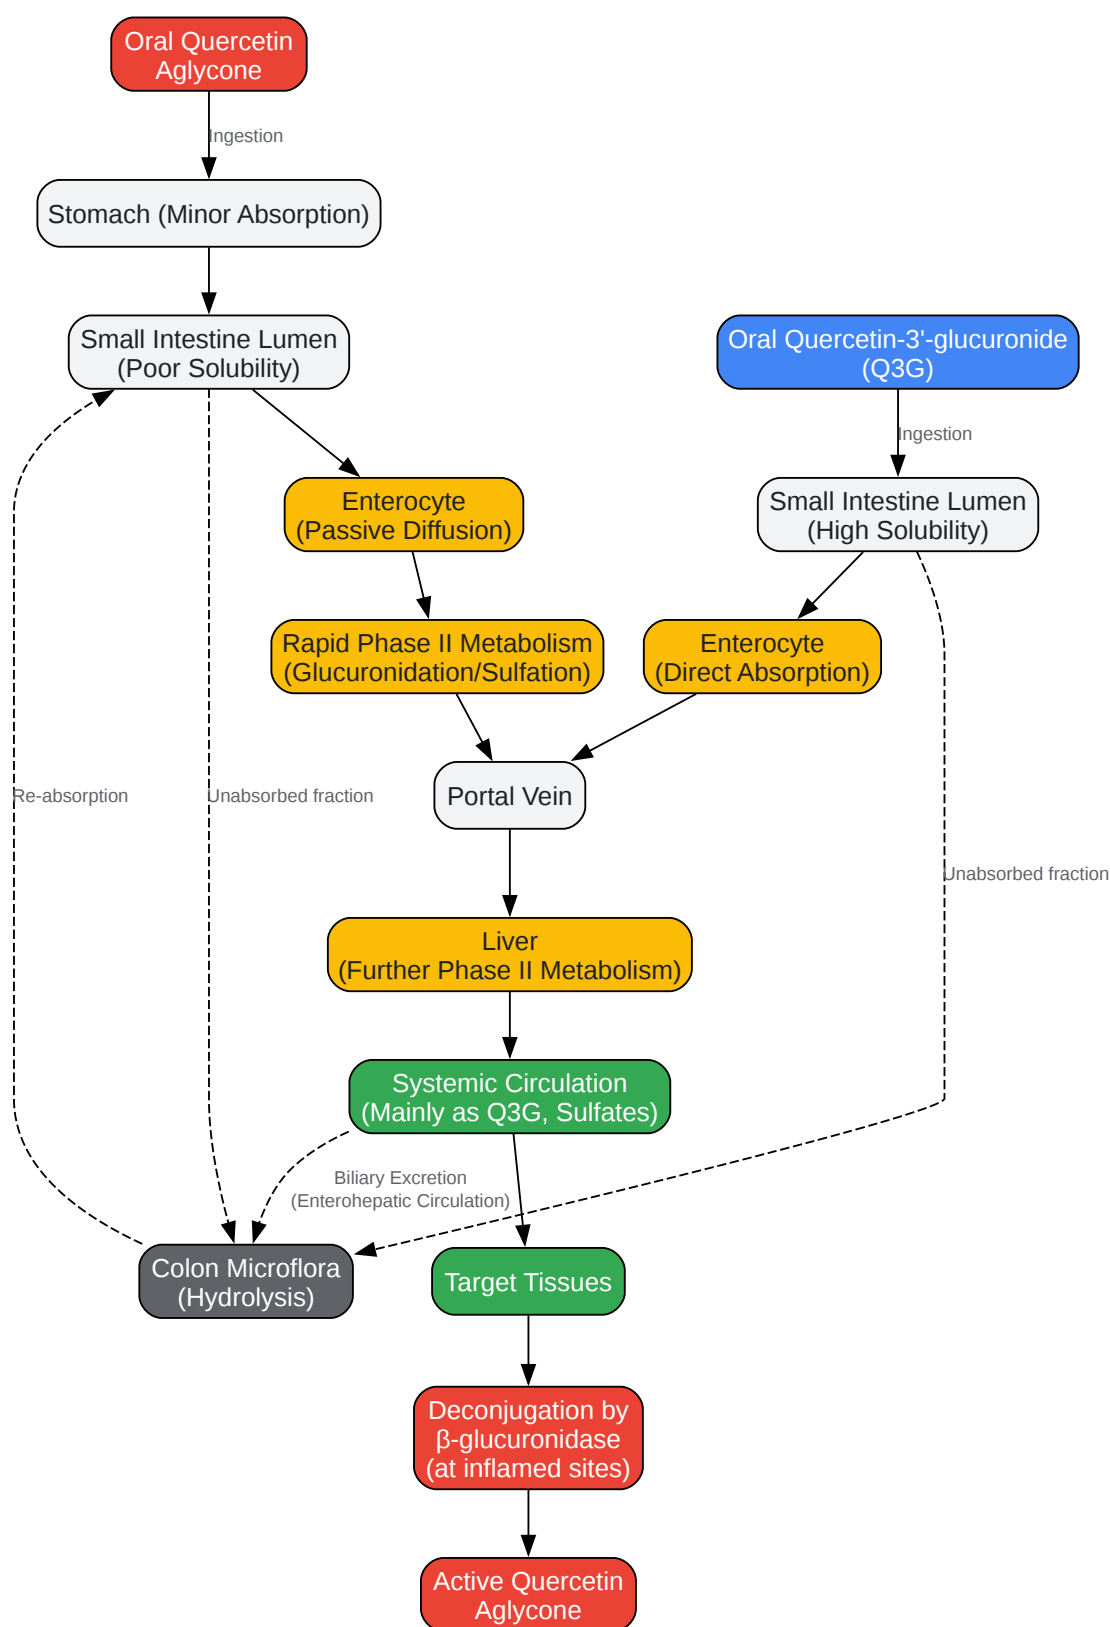 Oral Quercetin
Aglycone
Ingestion
Stomach (Minor Absorption)
Small Intestine Lumen
(Poor Solubility)
Oral Quercetin-3'-glucuronide
(Q3G)
Ingestion
Enterocyte
(Passive Diffusion)
Small Intestine Lumen
(High Solubility)
Rapid Phase II Metabolism
(Glucuronidation/Sulfation)
Enterocyte
(Direct Absorption)
Re-absorption
Unabsorbed fraction
Portal Vein
Unabsorbed fraction
Liver
(Further Phase II Metabolism)
Systemic Circulation
(Mainly as Q3G, Sulfates)
Biliary Excretion
(Enterohepatic Circulation)
Colon Microflora
(Hydrolysis)
Target Tissues
Deconjugation by
β-glucuronidase
(at inflamed sites)
Active Quercetin
Aglycone